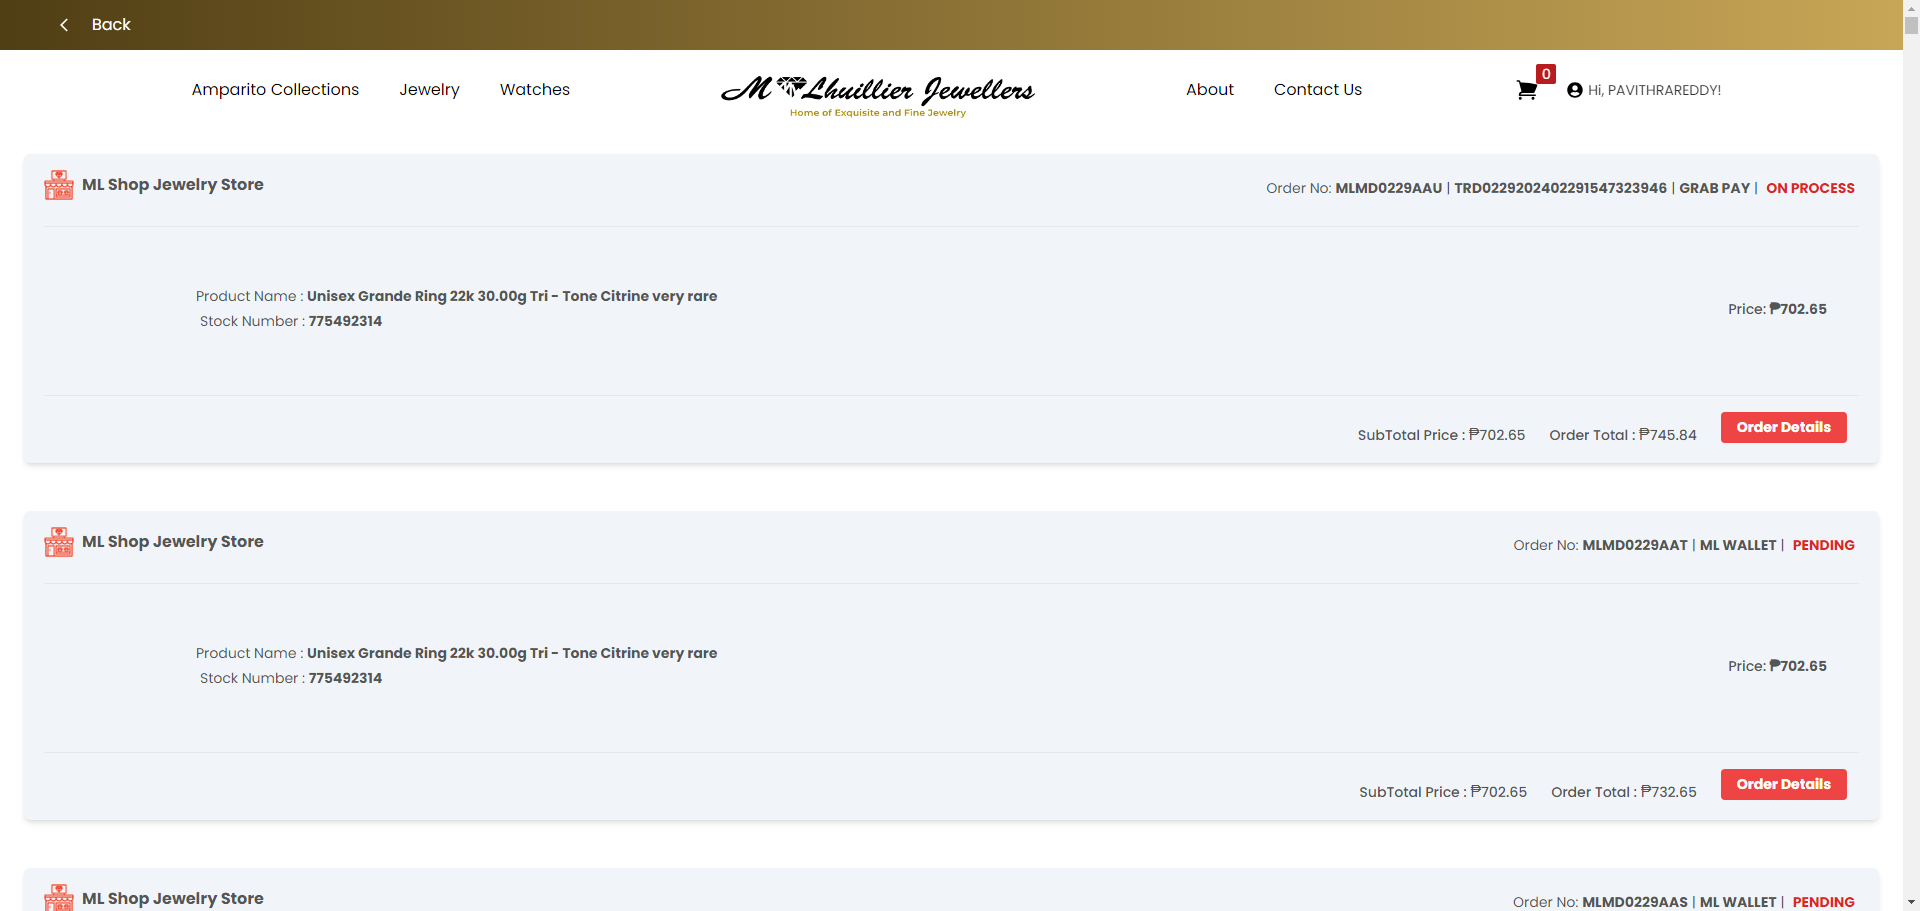 Back
Amparito Collections Jewelry Watches M Lhuillier Jewellers About Contact Us 0 Hi, PAVITHRAREDDY!
Home of Exquisite and Fine Jewelry
ML Shop Jewelry Store Order No: MLMD0229AAU | TRD0229202402291547323946 | GRAB PAY | ON PROCESS
Product Name : Unisex Grande Ring 22k 30.00g Tri - Tone Citrine very rare
Stock Number : 775492314
Price: ₱702.65
SubTotal Price : ₱702.65 Order Total : ₱745.84 Order Details
ML Shop Jewelry Store Order No: MLMD0229AAT | ML WALLET | PENDING
Product Name : Unisex Grande Ring 22k 30.00g Tri - Tone Citrine very rare
Stock Number : 775492314
Price: ₱702.65
SubTotal Price : ₱702.65 Order Total : ₱732.65 Order Details
ML Shop Jewelry Store Order No: MLMD0229AAS | ML WALLET | PENDING